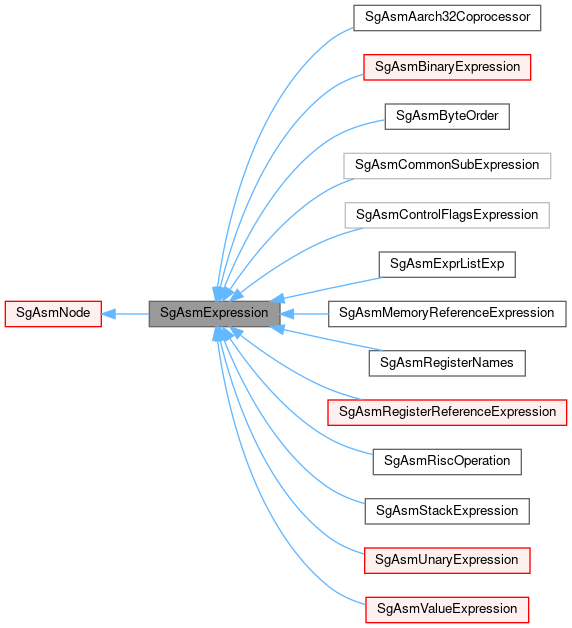 SgAsmAarch32Coprocessor
SgAsmBinaryExpression
SgAsmByteOrder
SgAsmCommonSubExpression
SgAsmControlFlagsExpression
SgAsmExprListExp
SgAsmNode
SgAsmExpression
SgAsmMemoryReferenceExpression
SgAsmRegisterNames
SgAsmRegisterReferenceExpression
SgAsmRiscOperation
SgAsmStackExpression
SgAsmUnaryExpression
SgAsmValueExpression